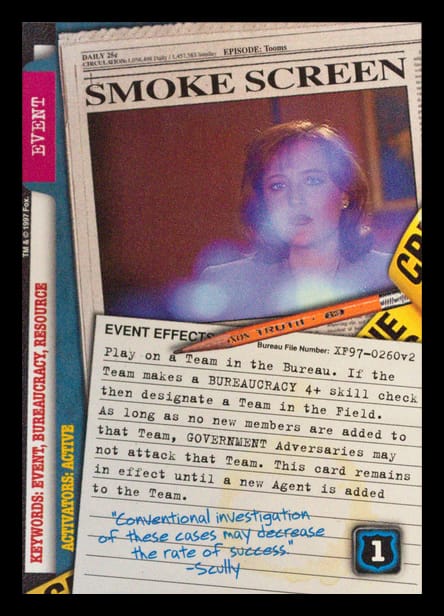 DAILY 25¢
EPISODE: Tooms
SMOKE SCREEN
EVENT
TM & © 1997 Fox.
KEYWORDS: EVENT, BUREAUCRACY, RESOURCE
ACTIVATORS: ACTIVE
TRUTH
EVENT EFFECTS
Bureau File Number: XF97-0260v2
Play on a Team in the Bureau. If the
Team makes a BUREAUCRACY 4+ skill check
then designate a Team in the Field.
As long as no new members are added to
that Team, GOVERNMENT Adversaries may
not attack that Team. This card remains
in effect until a new Agent is added
to the Team.
"Conventional investigation
of these cases may decrease
the rate of success."
-Scully
1